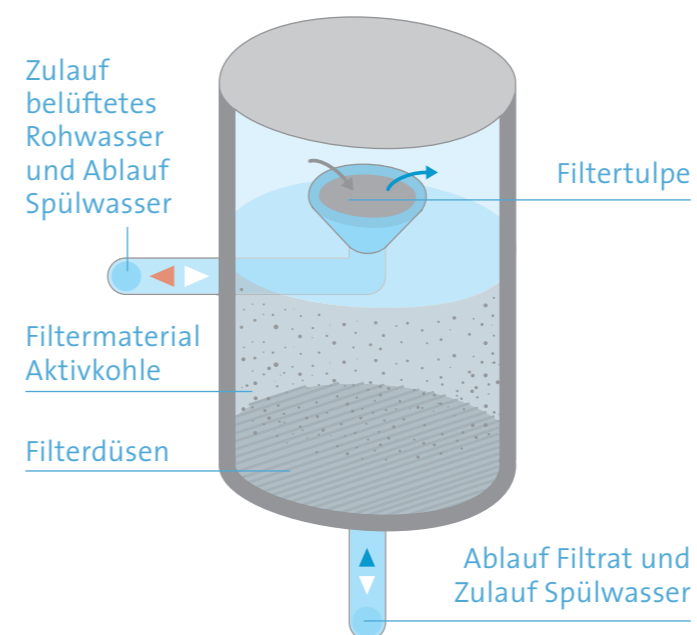 Zulauf
belüftetes
Rohwasser
und Ablauf
Spülwasser
Filtertulpe
Filtermaterial
Aktivkohle
Filterdüsen
Ablauf Filtrat und
Zulauf Spülwasser